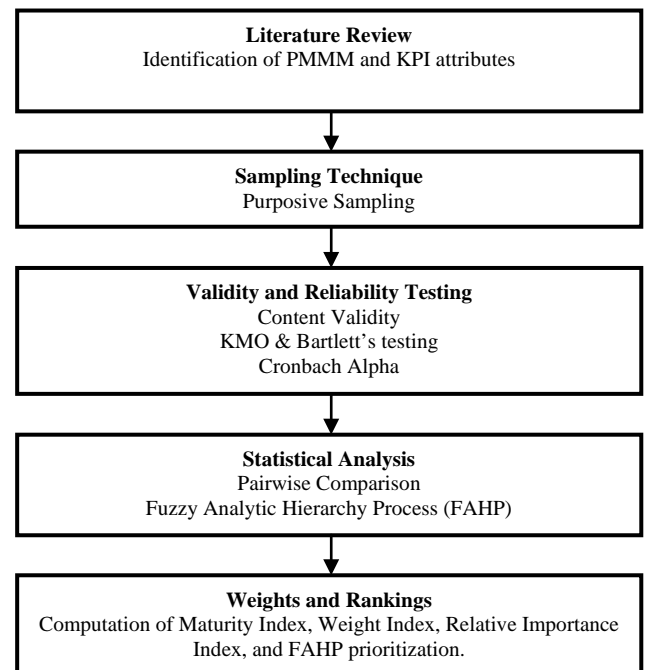 Literature Review
Identification of PMMM and KPI attributes
Sampling Technique
Purposive Sampling
Validity and Reliability Testing
Content Validity
KMO & Bartlett's testing
Cronbach Alpha
Statistical Analysis
Pairwise Comparison
Fuzzy Analytic Hierarchy Process (FAHP)
Weights and Rankings
Computation of Maturity Index, Weight Index, Relative Importance
Index, and FAHP prioritization.